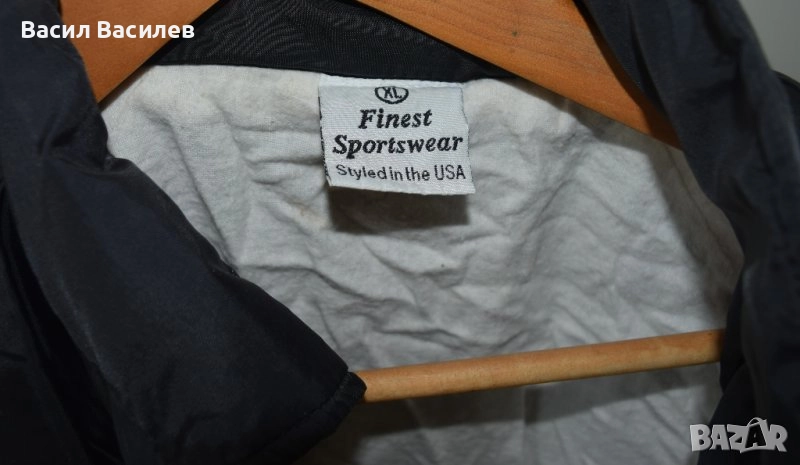 Васил Василев
XL
Finest
Sportswear
Styled in the USA
BAZAR